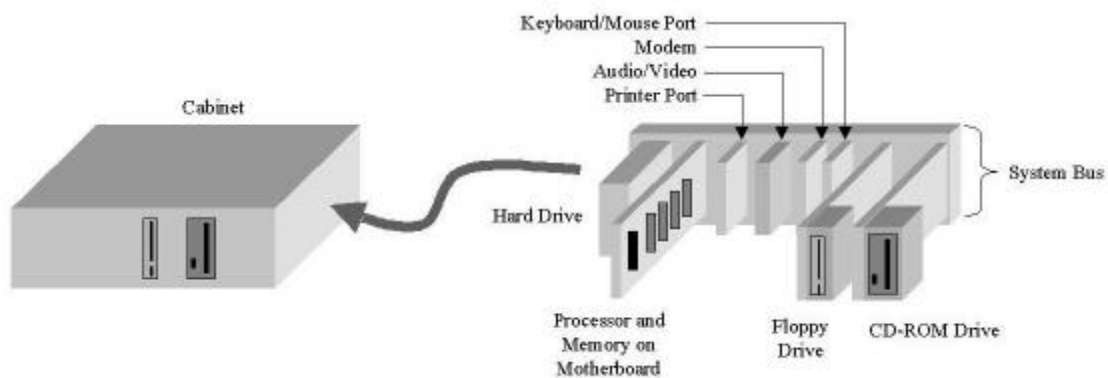 Keyboard/Mouse Port
Modem
Audio/Video
Printer Port
Cabinet
System Bus
Hard Drive
Processor and
Memory on
Motherboard
Floppy
Drive
CD-ROM Drive